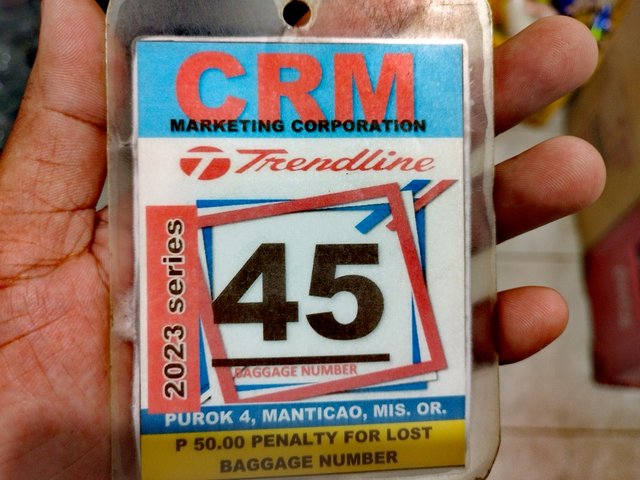 CRM
MARKETING CORPORATION
T Trendline
2023 series
45
BAGGAGE NUMBER
PUROK 4, MANTICAO, MIS. OR.
P 50.00 PENALTY FOR LOST
BAGGAGE NUMBER